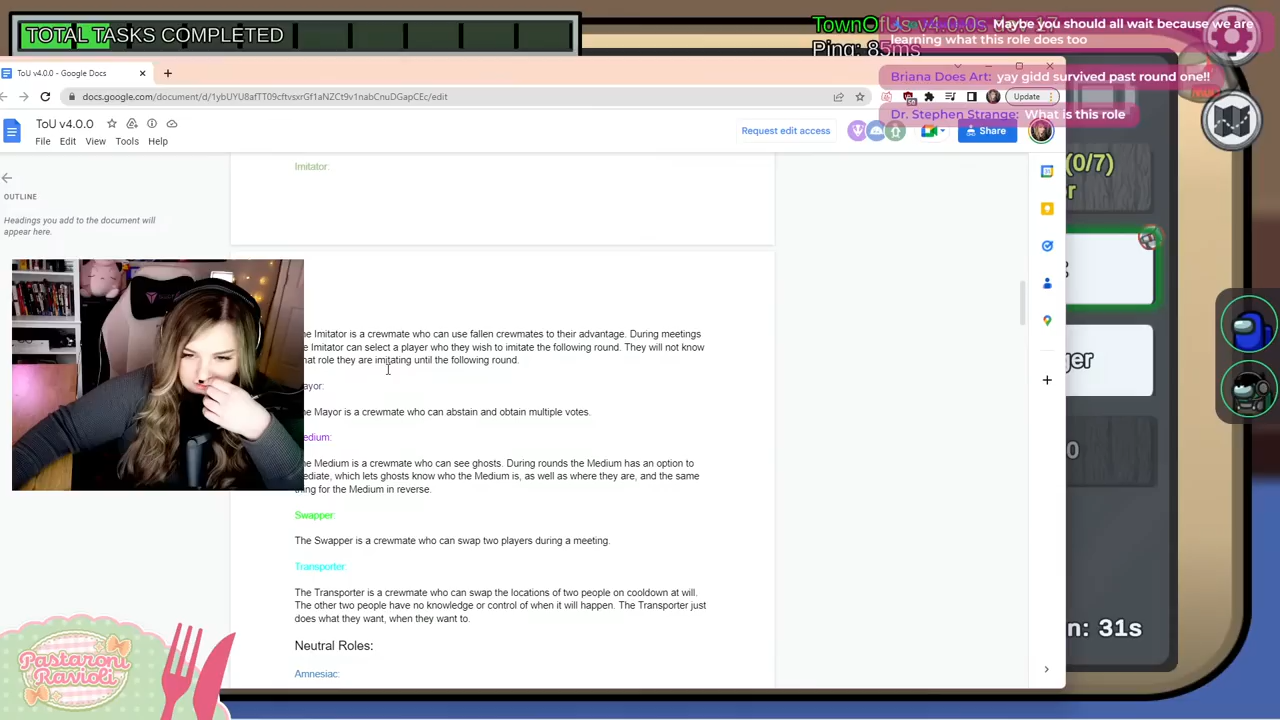 TOTAL TASKS COMPLETED
TownOfUs v4.0.0s dev 17
Ping: 85ms
Maybe you should all wait because we are
learning what this role does too
Briana Does Art: yay gidd survived past round one!!
Dr. Stephen Strange: What is this role
ToU v4.0.0 - Google Docs
docs.google.com/document/d/1ybUYU8afTT09cftvsxrGf1aNZCt9v1nabCnuDGapCEc/edit
Update
ToU v4.0.0
File Edit View Tools Help
Request edit access
Share
OUTLINE
Headings you add to the document will
appear here.
Imitator:
Imitator is a crewmate who can use fallen crewmates to their advantage. During meetings
Imitator can select a player who they wish to imitate the following round. They will not know
role they are imitating until the following round.
Mayor is a crewmate who can abstain and obtain multiple votes.
Medium is a crewmate who can see ghosts. During rounds the Medium has an option to
which lets ghosts know who the Medium is, as well as where they are, and the same
for the Medium in reverse.
Swapper:
The Swapper is a crewmate who can swap two players during a meeting.
Transporter
The Transporter is a crewmate who can swap the locations of two people on cooldown at will.
The other two people have no knowledge or control of when it will happen. The Transporter just
does what they want, when they want to.
Neutral Roles:
Amnesiac:
(0/7)
n: 31s
Pastaroni
Ravioli